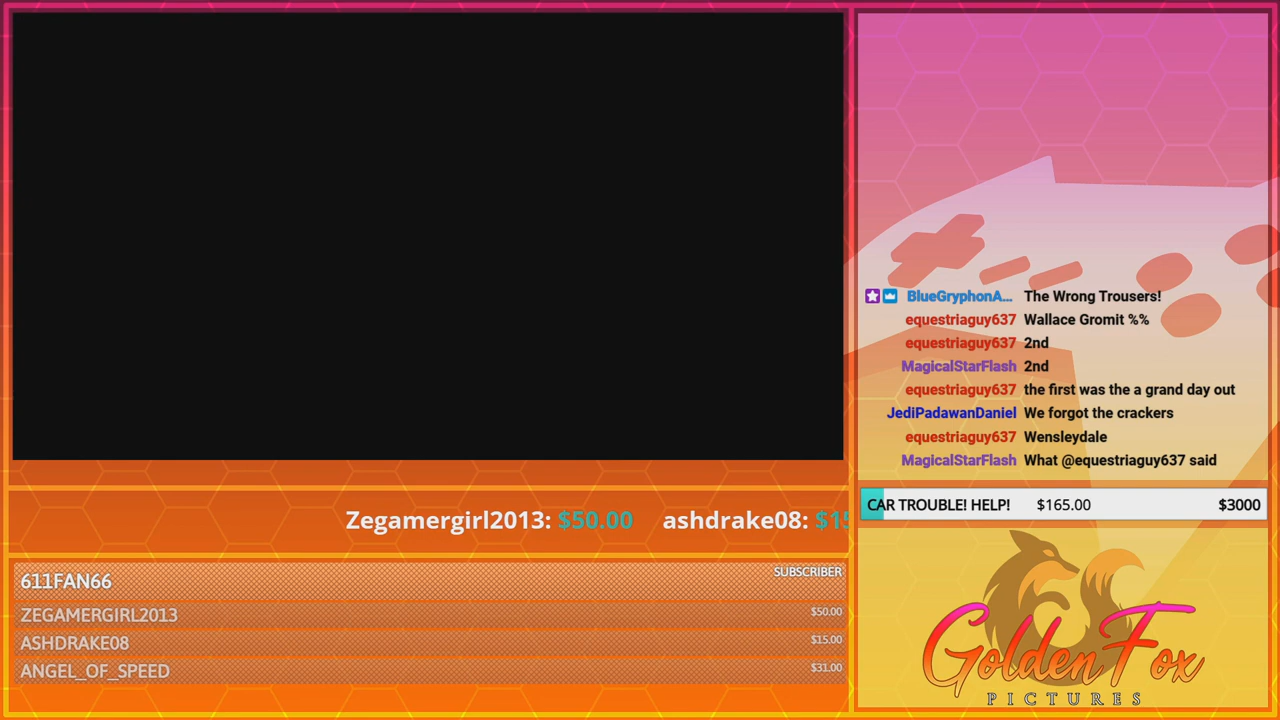 BlueGryphonA... The Wrong Trousers!
equestriaguy637 Wallace Gromit %%
equestriaguy637 2nd
MagicalStarFlash 2nd
equestriaguy637 the first was the a grand day out
JediPadawanDaniel We forgot the crackers
equestriaguy637 Wensleydale
MagicalStarFlash What @equestriaguy637 said
CAR TROUBLE! HELP! $165.00 $3000
Zegamergirl2013: $50.00 ashdrake08: $15
611FAN66 SUBSCRIBER
ZEGAMERGIRL2013 $50.00
ASHDRAKE08 $15.00
ANGEL_OF_SPEED $31.00
GoldenFox
PICTURES